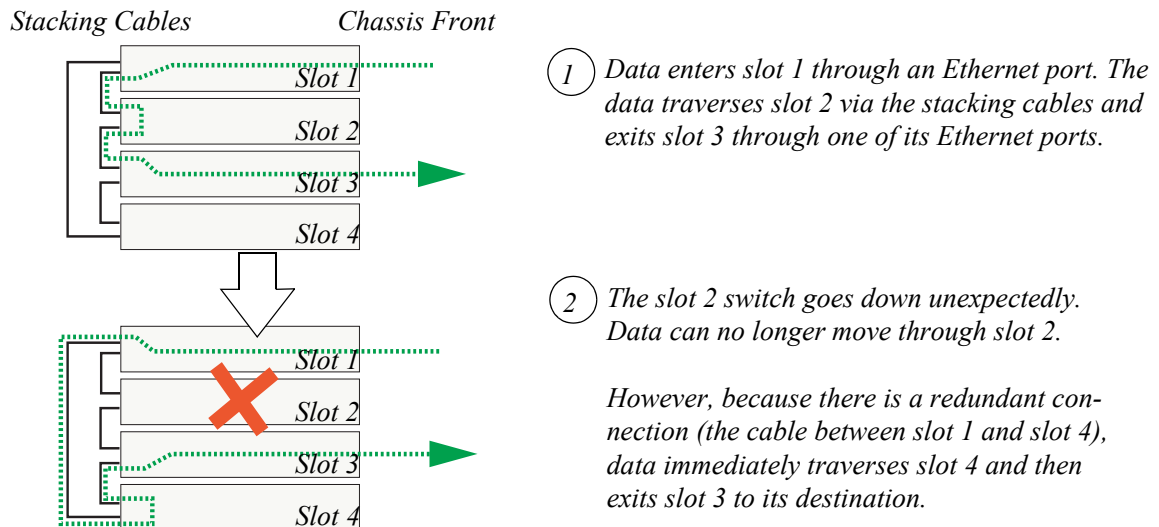 Stacking Cables
Chassis Front
Slot 1
Slot 2
Slot 3
Slot 4
1
Data enters slot 1 through an Ethernet port. The
data traverses slot 2 via the stacking cables and
exits slot 3 through one of its Ethernet ports.
Slot 1
Slot 2
Slot 3
Slot 4
2
The slot 2 switch goes down unexpectedly.
Data can no longer move through slot 2.
However, because there is a redundant con-
nection (the cable between slot 1 and slot 4),
data immediately traverses slot 4 and then
exits slot 3 to its destination.